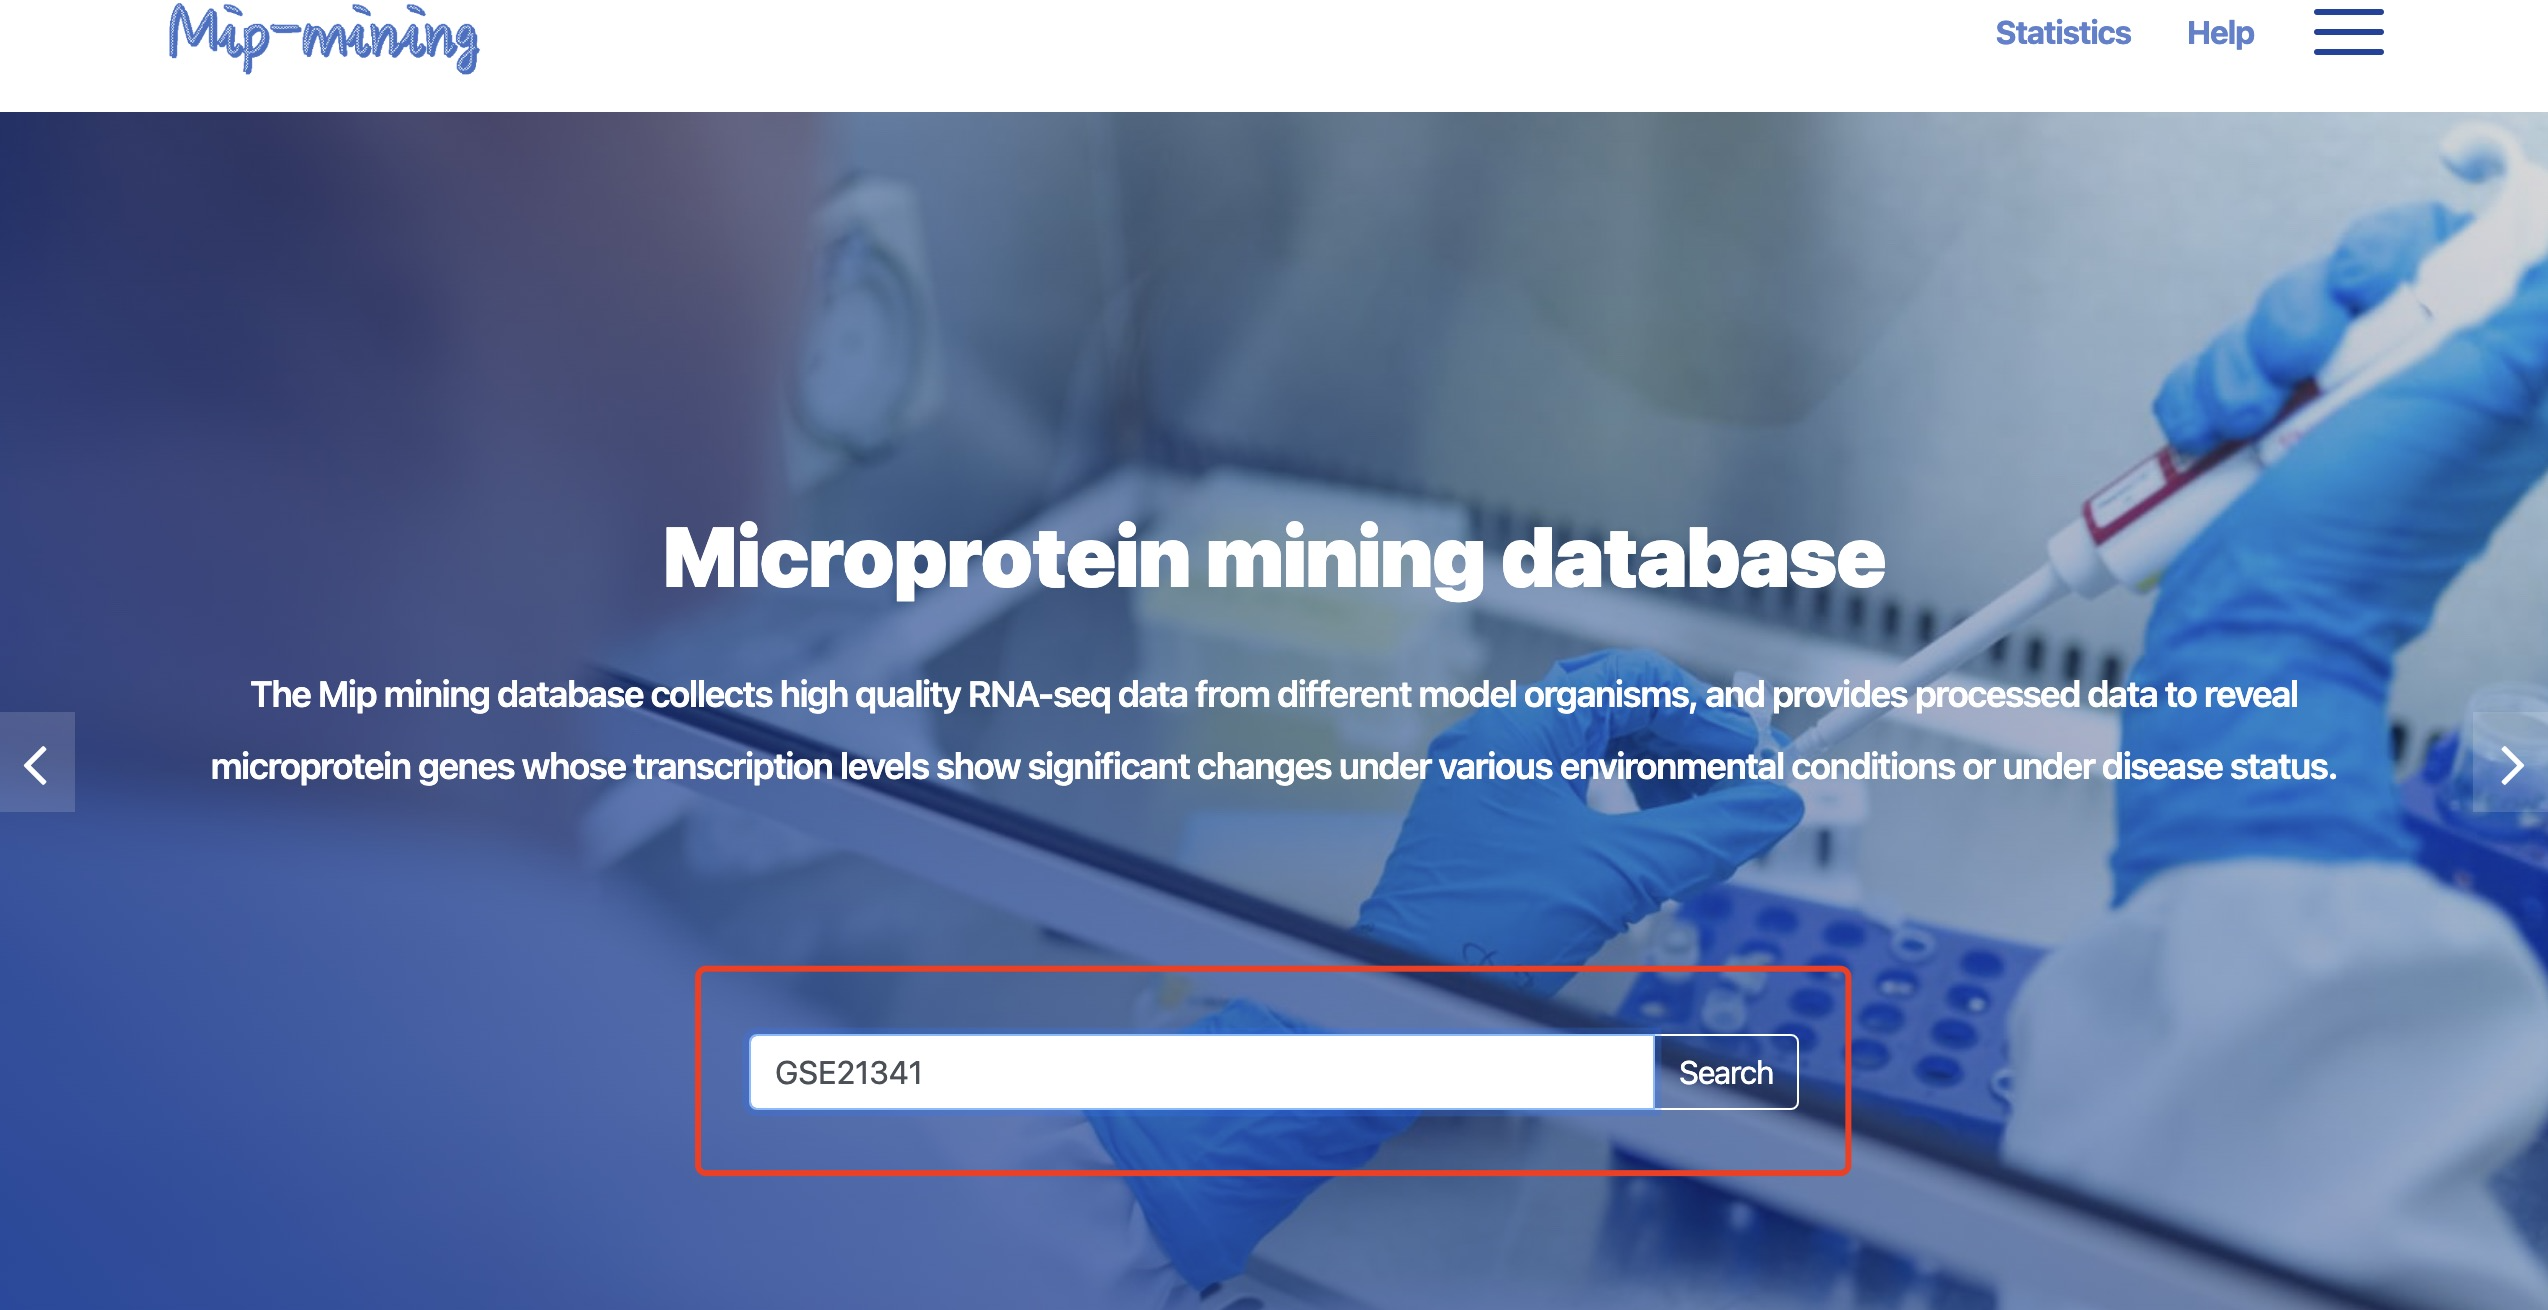 Mip-mining
Statistics
Help
Microprotein mining database
The Mip mining database collects high quality RNA-seq data from different model organisms, and provides processed data to reveal
microprotein genes whose transcription levels show significant changes under various environmental conditions or under disease status.
GSE21341
Search